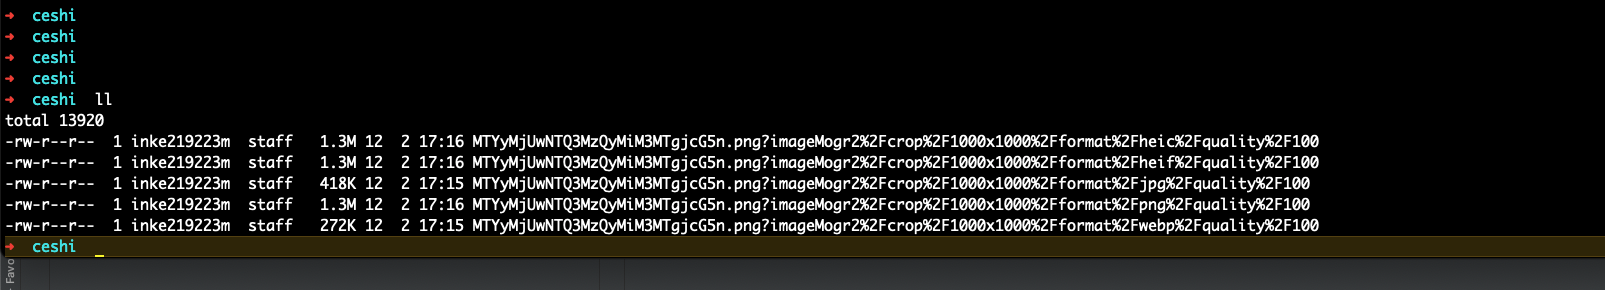 ➜  ceshi
➜  ceshi
➜  ceshi
➜  ceshi
➜  ceshi  ll
total 13920
-rw-r--r--  1 inke219223m  staff   1.3M 12  2 17:16 MTYyMjUwNTQ3MzQyMiM3MTgjcG5n.png?imageMogr2%2Fcrop%2F1000x1000%2Fformat%2Fheic%2Fquality%2F100
-rw-r--r--  1 inke219223m  staff   1.3M 12  2 17:16 MTYyMjUwNTQ3MzQyMiM3MTgjcG5n.png?imageMogr2%2Fcrop%2F1000x1000%2Fformat%2Fheif%2Fquality%2F100
-rw-r--r--  1 inke219223m  staff   418K 12  2 17:15 MTYyMjUwNTQ3MzQyMiM3MTgjcG5n.png?imageMogr2%2Fcrop%2F1000x1000%2Fformat%2Fjpg%2Fquality%2F100
-rw-r--r--  1 inke219223m  staff   1.3M 12  2 17:16 MTYyMjUwNTQ3MzQyMiM3MTgjcG5n.png?imageMogr2%2Fcrop%2F1000x1000%2Fformat%2Fpng%2Fquality%2F100
-rw-r--r--  1 inke219223m  staff   272K 12  2 17:15 MTYyMjUwNTQ3MzQyMiM3MTgjcG5n.png?imageMogr2%2Fcrop%2F1000x1000%2Fformat%2Fwebp%2Fquality%2F100
➜  ceshi  _
Favo